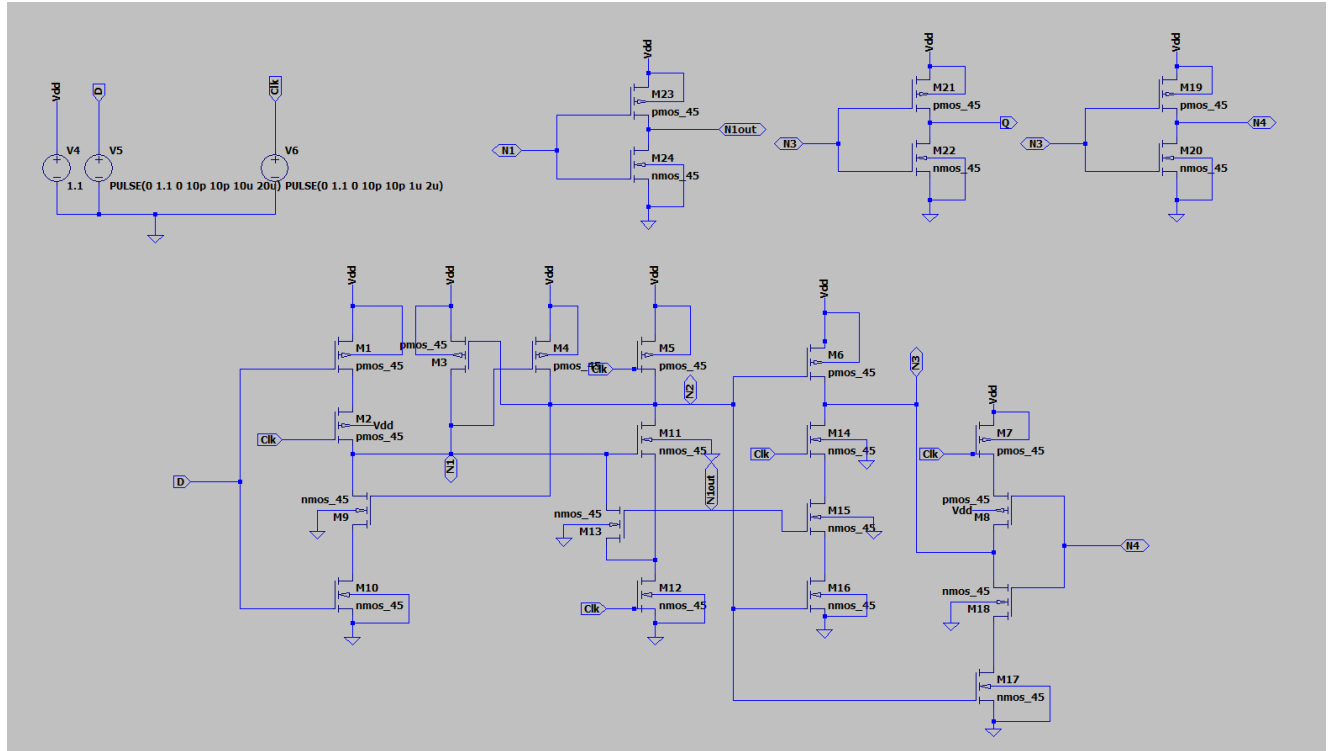 Vdd
D
Clk
V4
V5
V6
1.1
PULSE(0 1.1 0 10p 10p 10u 20u)
PULSE(0 1.1 0 10p 10p 1u 2u)
Vdd
M23
pmos_45
N1
N1out
M24
nmos_45
Vdd
M21
pmos_45
N3
Q
M22
nmos_45
Vdd
M19
pmos_45
N3
N4
M20
nmos_45
Vdd
Vdd
Vdd
Vdd
Vdd
M1
pmos_45
pmos_45
M3
M4
pmos_45
Clk
M5
pmos_45
M6
pmos_45
N2
N3
Vdd
Clk
M2
Vdd
pmos_45
N1
M11
nmos_45
N1out
Clk
M14
nmos_45
Clk
M7
pmos_45
D
nmos_45
M9
nmos_45
M13
M15
nmos_45
pmos_45
Vdd
M8
N4
M10
nmos_45
Clk
M12
nmos_45
M16
nmos_45
nmos_45
M18
M17
nmos_45